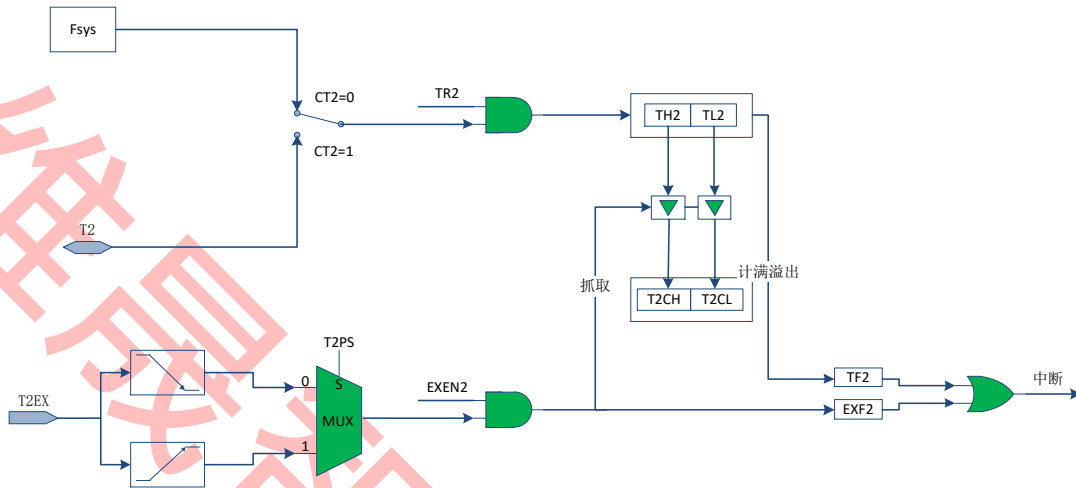 Fsys
CT2=0
TR2
TH2 TL2
CT2=1
T2
抓取
计满溢出
T2CH T2CL
T2PS
0
S
EXEN2
TF2
中断
T2EX
MUX
EXF2
1